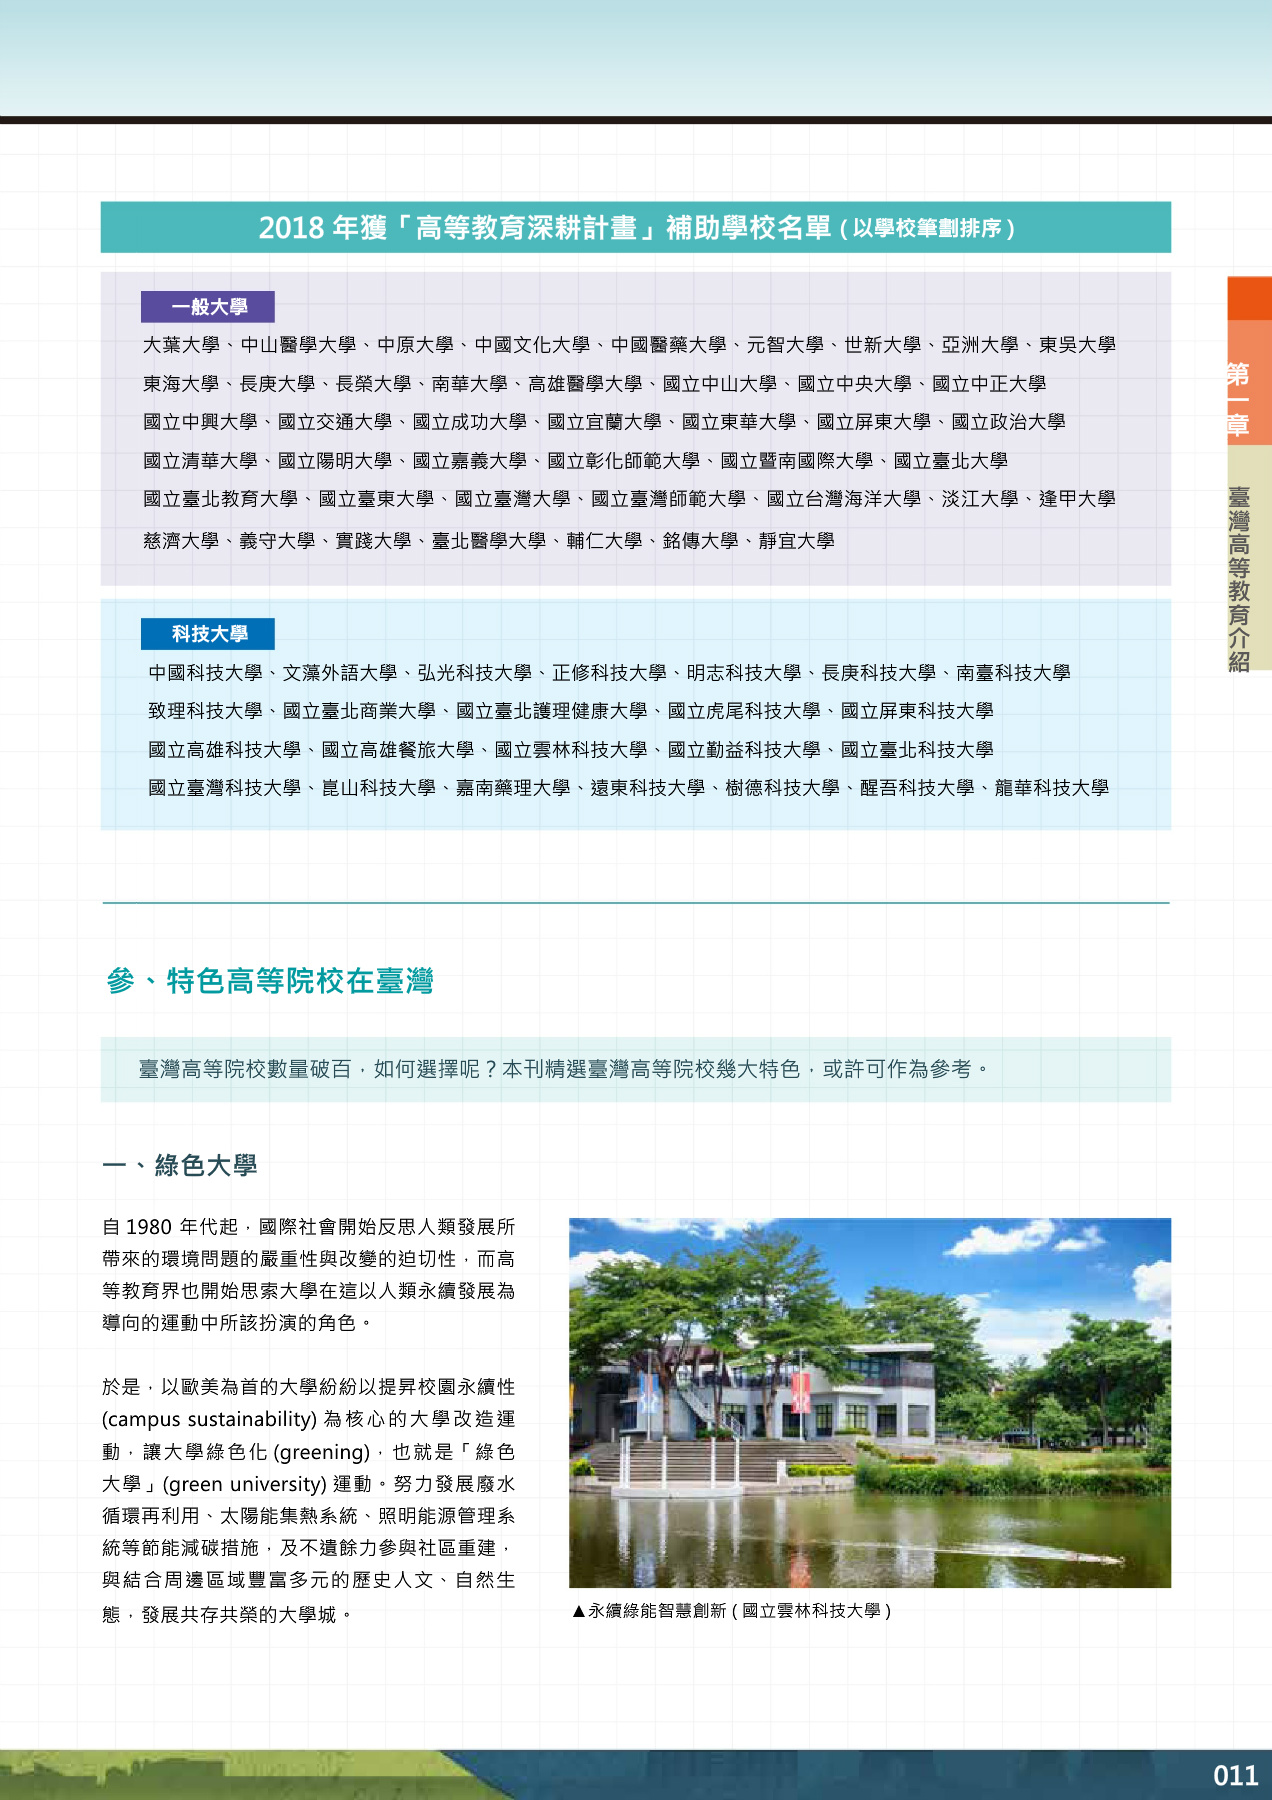 2018 年獲「高等教育深耕計畫」補助學校名單 ( 以學校筆劃排序 )
一般大學
大葉大學、中山醫學大學、中原大學、中國文化大學、中國醫藥大學、元智大學、世新大學、亞洲大學、東吳大學
東海大學、長庚大學、長榮大學、南華大學、高雄醫學大學、國立中山大學、國立中央大學、國立中正大學
國立中興大學、國立交通大學、國立成功大學、國立宜蘭大學、國立東華大學、國立屏東大學、國立政治大學
國立清華大學、國立陽明大學、國立嘉義大學、國立彰化師範大學、國立暨南國際大學、國立臺北大學
國立臺北教育大學、國立臺東大學、國立臺灣大學、國立臺灣師範大學、國立台灣海洋大學、淡江大學、逢甲大學
慈濟大學、義守大學、實踐大學、臺北醫學大學、輔仁大學、銘傳大學、靜宜大學
科技大學
中國科技大學、文藻外語大學、弘光科技大學、正修科技大學、明志科技大學、長庚科技大學、南臺科技大學
致理科技大學、國立臺北商業大學、國立臺北護理健康大學、國立虎尾科技大學、國立屏東科技大學
國立高雄科技大學、國立高雄餐旅大學、國立雲林科技大學、國立勤益科技大學、國立臺北科技大學
國立臺灣科技大學、崑山科技大學、嘉南藥理大學、遠東科技大學、樹德科技大學、醒吾科技大學、龍華科技大學
第一章
臺灣高等教育介紹
參、特色高等院校在臺灣
臺灣高等院校數量破百，如何選擇呢？本刊精選臺灣高等院校幾大特色，或許可作為參考。
一、綠色大學
自 1980 年代起，國際社會開始反思人類發展所
帶來的環境問題的嚴重性與改變的迫切性，而高
等教育界也開始思索大學在這以人類永續發展為
導向的運動中所該扮演的角色。
於是，以歐美為首的大學紛紛以提昇校園永續性
(campus sustainability) 為核心的大學改造運
動，讓大學綠色化 (greening)，也就是「綠色
大學」(green university) 運動。努力發展廢水
循環再利用、太陽能集熱系統、照明能源管理系
統等節能減碳措施，及不遺餘力參與社區重建，
與結合周邊區域豐富多元的歷史人文、自然生
態，發展共存共榮的大學城。
▲永續綠能智慧創新 ( 國立雲林科技大學 )
011